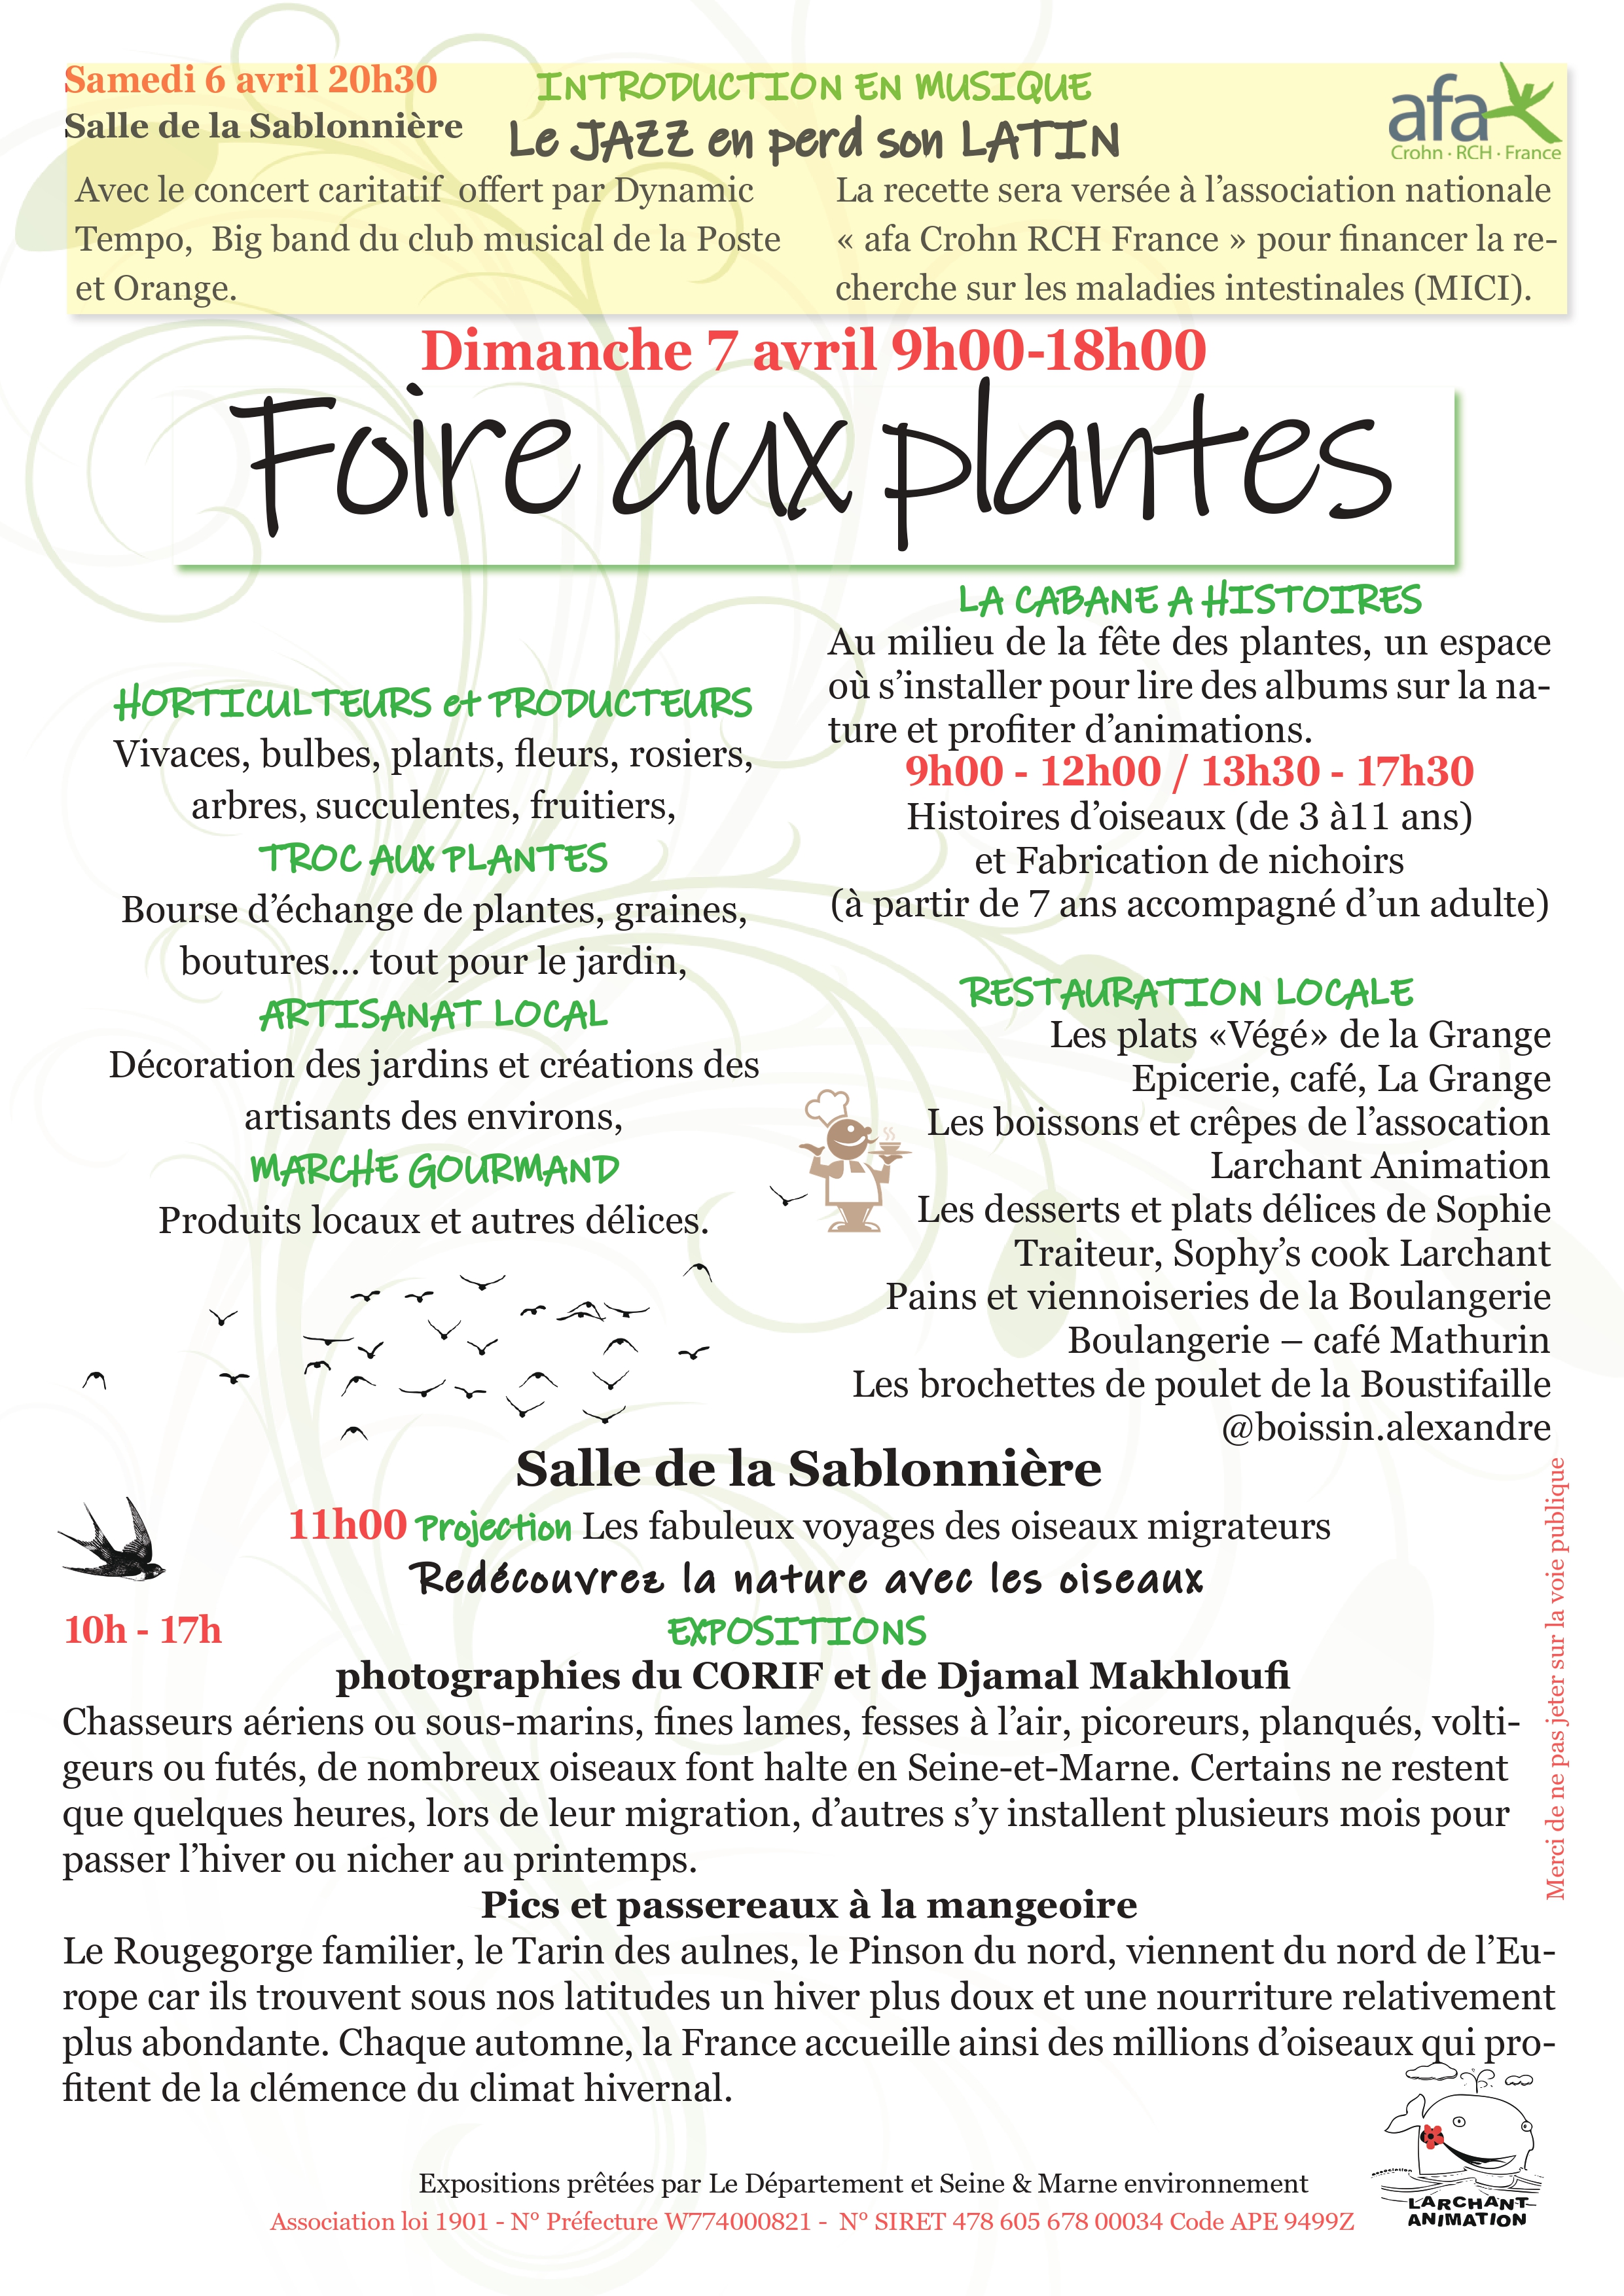 Samedi 6 avril 20h30
Salle de la Sablonnière
INTRODUCTION EN MUSIQUE
Le JAZZ en perd son LATIN
afa
Crohn · RCH · France
Avec le concert caritatif offert par Dynamic
Tempo, Big band du club musical de la Poste
et Orange.
La recette sera versée à l’association nationale
« afa Crohn RCH France » pour financer la re-
cherche sur les maladies intestinales (MICI).
Dimanche 7 avril 9h00-18h00
Foire aux plantes
HORTICULTEURS et PRODUCTEURS
Vivaces, bulbes, plants, fleurs, rosiers,
arbres, succulentes, fruitiers,
TROC AUX PLANTES
Bourse d’échange de plantes, graines,
boutures... tout pour le jardin,
ARTISANAT LOCAL
Décoration des jardins et créations des
artisants des environs,
MARCHE GOURMAND
Produits locaux et autres délices.
LA CABANE A HISTOIRES
Au milieu de la fête des plantes, un espace
où s’installer pour lire des albums sur la na-
ture et profiter d’animations.
9h00 - 12h00 / 13h30 - 17h30
Histoires d’oiseaux (de 3 à11 ans)
et Fabrication de nichoirs
(à partir de 7 ans accompagné d’un adulte)
RESTAURATION LOCALE
Les plats «Végé» de la Grange
Epicerie, café, La Grange
Les boissons et crêpes de l’assocation
Larchant Animation
Les desserts et plats délices de Sophie
Traiteur, Sophy’s cook Larchant
Pains et viennoiseries de la Boulangerie
Boulangerie – café Mathurin
Les brochettes de poulet de la Boustifaille
@boissin.alexandre
Salle de la Sablonnière
11h00 Projection Les fabuleux voyages des oiseaux migrateurs
Redécouvrez la nature avec les oiseaux
10h - 17h
EXPOSITIONS
photographies du CORIF et de Djamal Makhloufi
Chasseurs aériens ou sous-marins, fines lames, fesses à l’air, picoreurs, planqués, volti-
geurs ou futés, de nombreux oiseaux font halte en Seine-et-Marne. Certains ne restent
que quelques heures, lors de leur migration, d’autres s’y installent plusieurs mois pour
passer l’hiver ou nicher au printemps.
Pics et passereaux à la mangeoire
Le Rougegorge familier, le Tarin des aulnes, le Pinson du nord, viennent du nord de l’Eu-
rope car ils trouvent sous nos latitudes un hiver plus doux et une nourriture relativement
plus abondante. Chaque automne, la France accueille ainsi des millions d’oiseaux qui pro-
fitent de la clémence du climat hivernal.
Merci de ne pas jeter sur la voie publique
Expositions prêtées par Le Département et Seine & Marne environnement
Association loi 1901 - N° Préfecture W774000821 - N° SIRET 478 605 678 00034 Code APE 9499Z
LARCHANT
ANIMATION